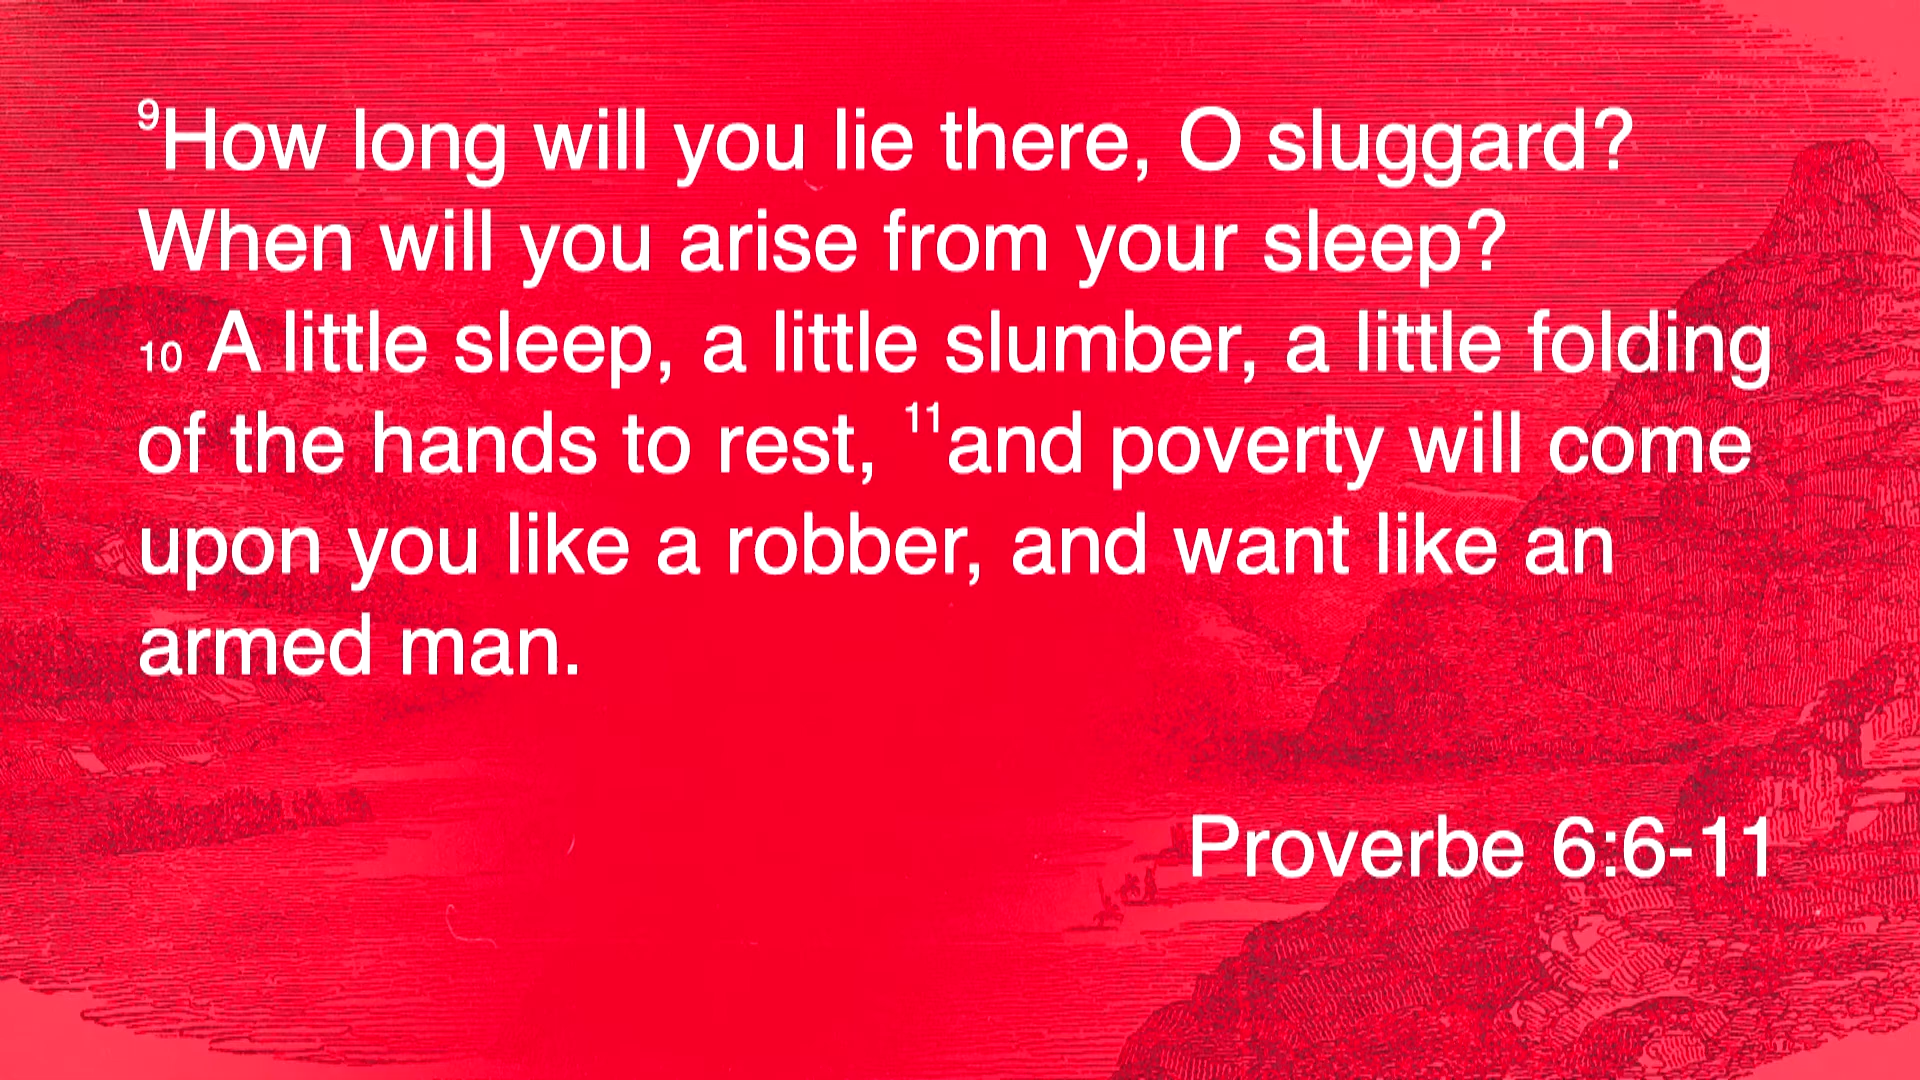 ⁹How long will you lie there, O sluggard?
When will you arise from your sleep?
10 A little sleep, a little slumber, a little folding
of the hands to rest, ¹¹and poverty will come
upon you like a robber, and want like an
armed man.
Proverbe 6:6-11